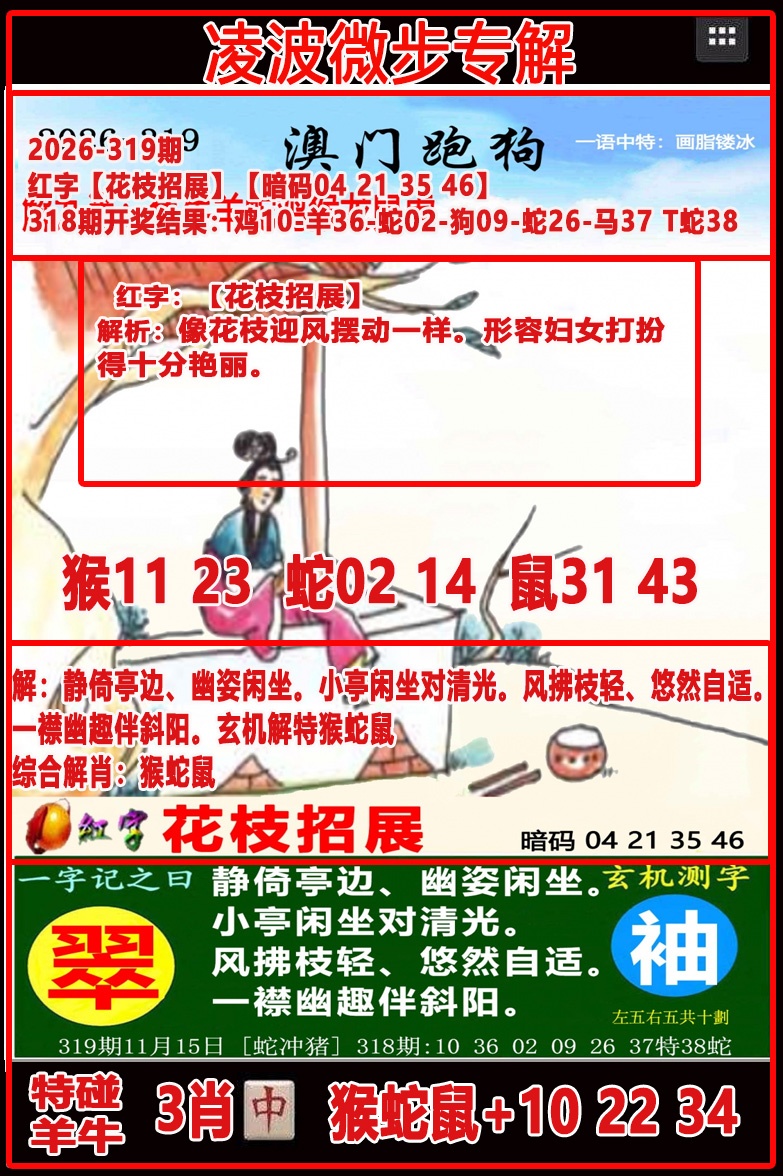 凌波微步专解
2026-319
澳门跑狗
一语中特：画脂镂冰
2026-319期
红字【花枝招展】,【暗码04 21 35 46】
318期开奖结果：鸡10-羊36-蛇02-狗09-蛇26-马37 T蛇38
红字：【花枝招展】
解析：像花枝迎风摆动一样。形容妇女打扮
得十分艳丽。
猴11 23 蛇02 14 鼠31 43
解：静倚亭边、幽姿闲坐。小亭闲坐对清光。风拂枝轻、悠然自适。
一襟幽趣伴斜阳。玄机解特猴蛇鼠
综合解肖：猴蛇鼠
红字 花枝招展
暗码 04 21 35 46
一字记之曰
翠
静倚亭边、幽姿闲坐。
小亭闲坐对清光。
风拂枝轻、悠然自适。
一襟幽趣伴斜阳。
玄机测字
袖
左五右五共十劃
319期11月15日 [蛇冲猪] 318期:10 36 02 09 26 37特38蛇
特碰
羊牛
3肖 中 猴蛇鼠+10 22 34